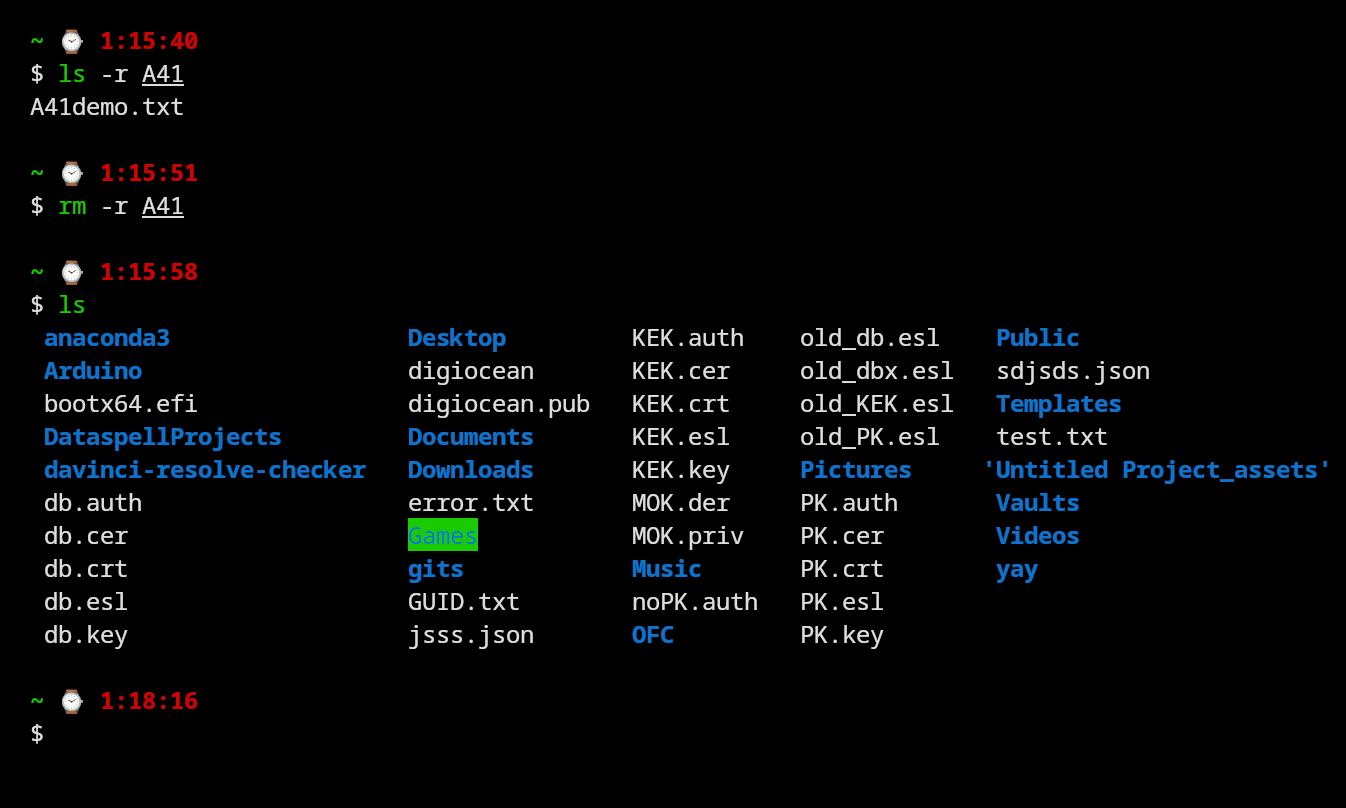 ~ ⌚ 1:15:40
$ ls -r A41
A41demo.txt
~ ⌚ 1:15:51
$ rm -r A41
~ ⌚ 1:15:58
$ ls
anaconda3 Desktop KEK.auth old_db.esl Public
Arduino digiocean KEK.cer old_dbx.esl sdjsds.json
bootx64.efi digiocean.pub KEK.crt old_KEK.esl Templates
DataspellProjects Documents KEK.esl old_PK.esl test.txt
davinci-resolve-checker Downloads KEK.key Pictures 'Untitled Project_assets'
db.auth error.txt MOK.der PK.auth Vaults
db.cer Games MOK.priv PK.cer Videos
db.crt gits Music PK.crt yay
db.esl GUID.txt noPK.auth PK.esl
db.key jsss.json OFC PK.key
~ ⌚ 1:18:16
$